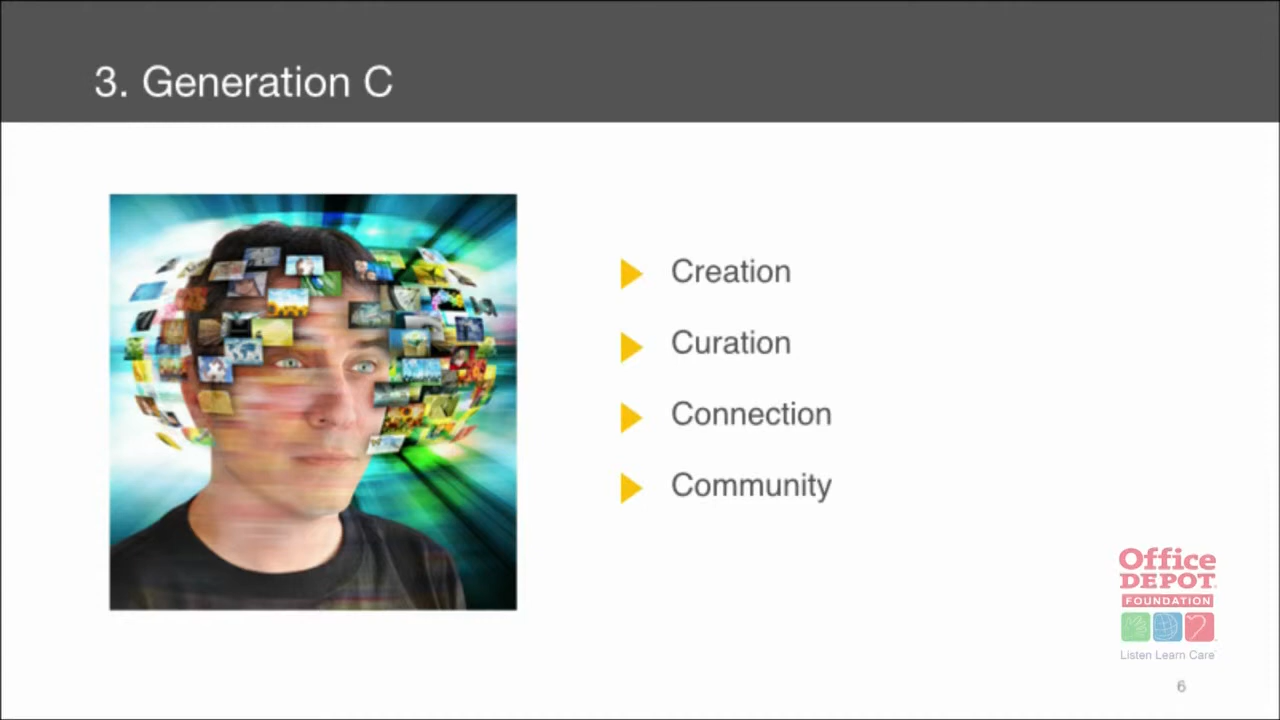 3. Generation C
Creation
Curation
Connection
Community
Office
DEPOT
FOUNDATION
Listen Learn Care
6